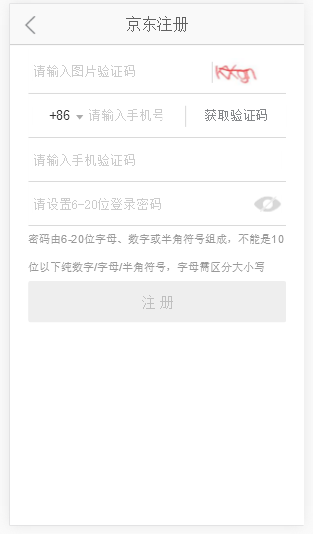 京东注册
请输入图片验证码
+86 请输入手机号 获取验证码
请输入手机验证码
请设置6-20位登录密码
密码由6-20位字母、数字或半角符号组成，不能是10
位以下纯数字/字母/半角符号，字母需区分大小写
注 册